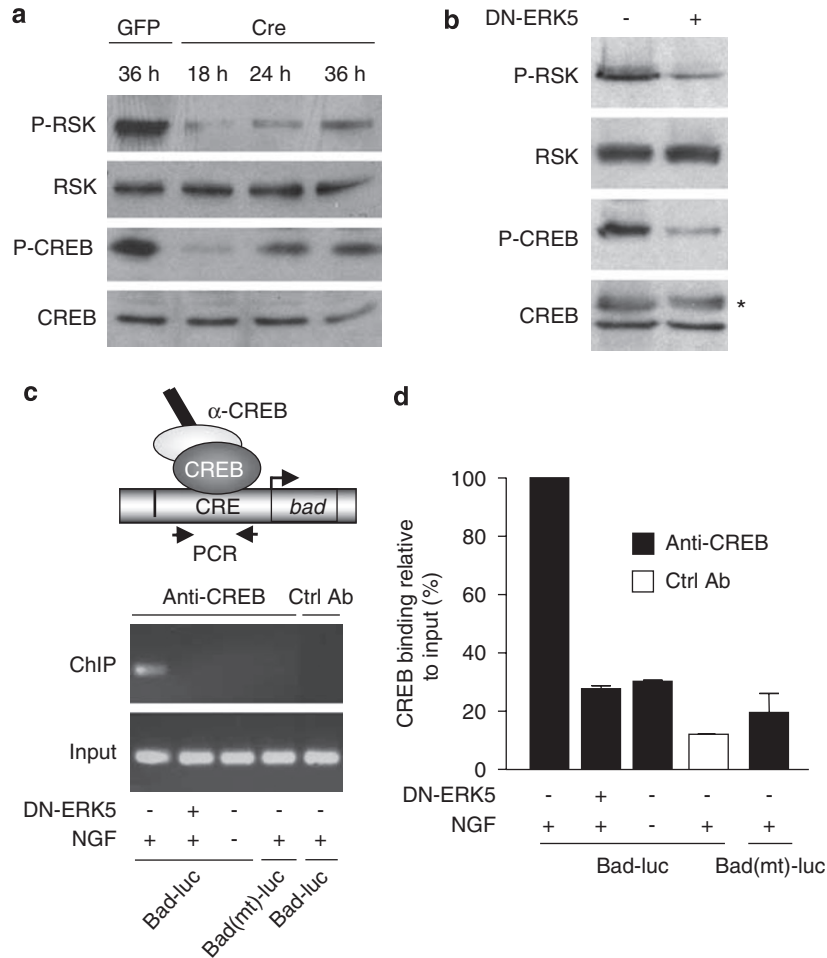 a
GFP Cre
36 h 18 h 24 h 36 h
P-RSK
RSK
P-CREB
CREB
b
DN-ERK5 - +
P-RSK
RSK
P-CREB
CREB *
c
α-CREB
CREB
CRE bad
PCR
Anti-CREB Ctrl Ab
ChIP
Input
DN-ERK5 - + - - -
NGF + + - + +
Bad-luc Bad(mt)-luc Bad-luc
d
CREB binding relative
to input (%)
100
80
60
40
20
0
Anti-CREB
Ctrl Ab
DN-ERK5 - + - - -
NGF + + - + +
Bad-luc Bad(mt)-luc